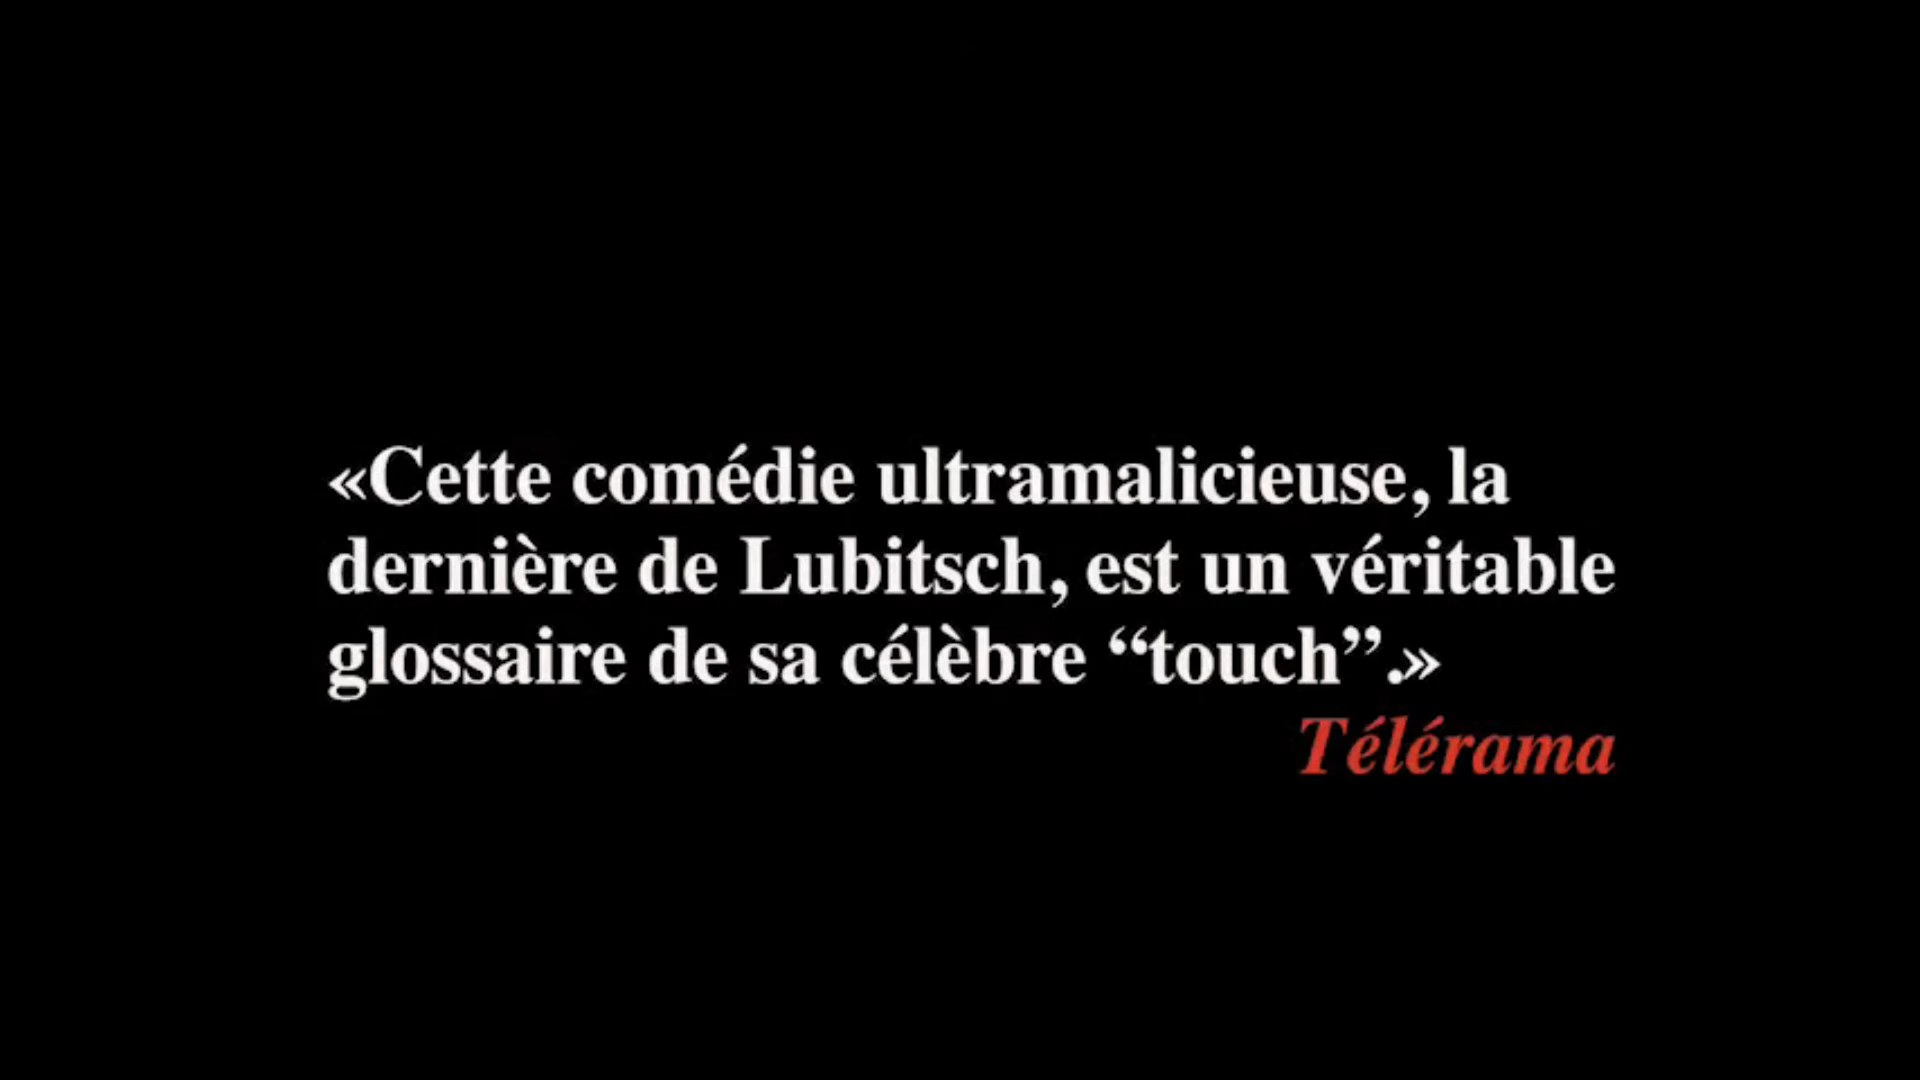 «Cette comédie ultramalicieuse, la
dernière de Lubitsch, est un véritable
glossaire de sa célèbre “touch”.»
Télérama